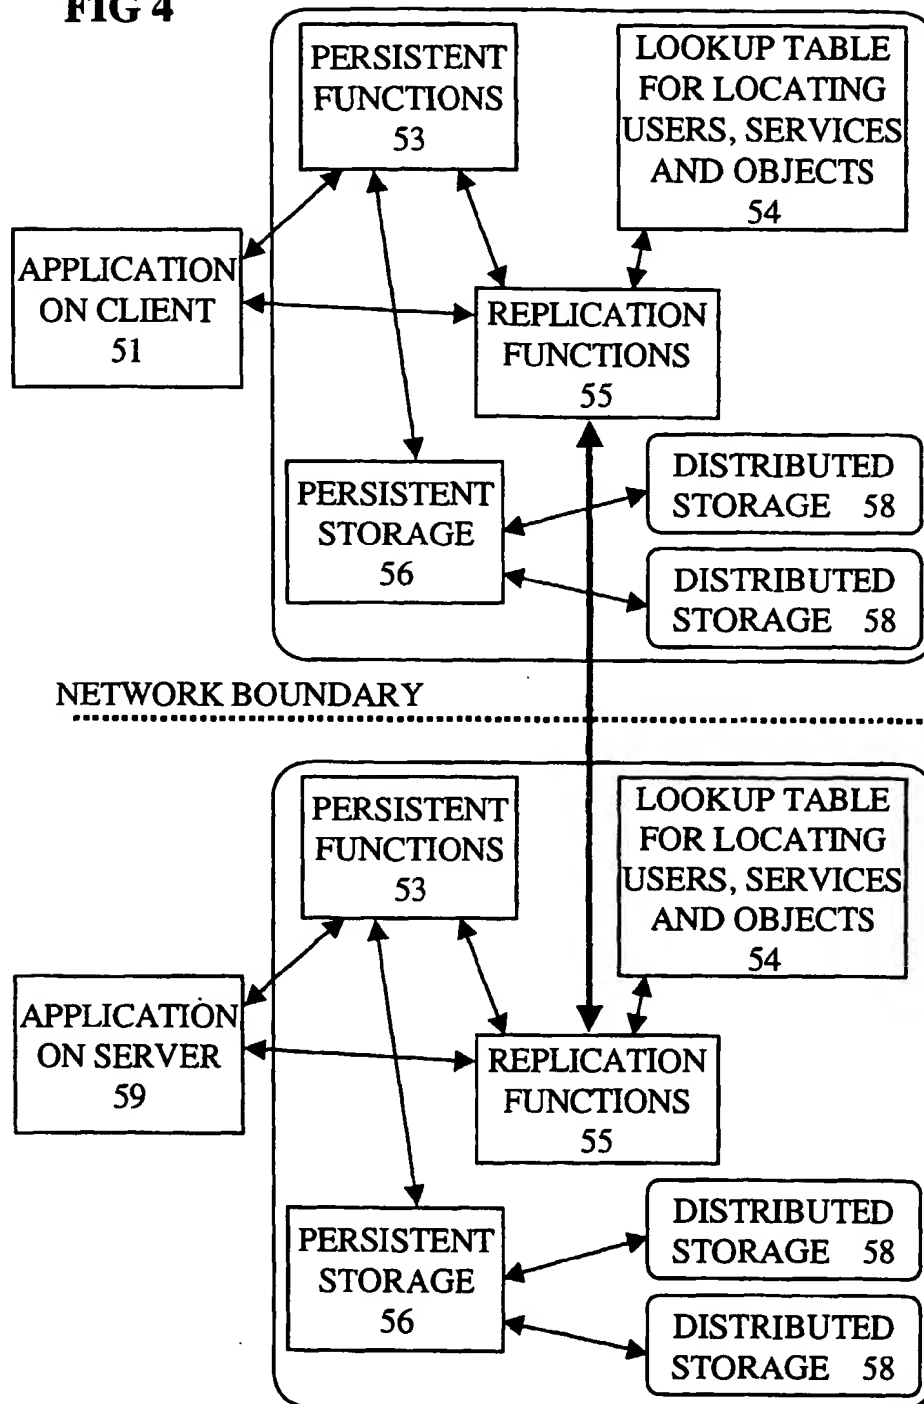 FIG 4
PERSISTENT
FUNCTIONS
53
LOOKUP TABLE
FOR LOCATING
USERS, SERVICES
AND OBJECTS
54
APPLICATION
ON CLIENT
51
REPLICATION
FUNCTIONS
55
PERSISTENT
STORAGE
56
DISTRIBUTED
STORAGE 58
DISTRIBUTED
STORAGE 58
NETWORK BOUNDARY
PERSISTENT
FUNCTIONS
53
LOOKUP TABLE
FOR LOCATING
USERS, SERVICES
AND OBJECTS
54
APPLICATION
ON SERVER
59
REPLICATION
FUNCTIONS
55
PERSISTENT
STORAGE
56
DISTRIBUTED
STORAGE 58
DISTRIBUTED
STORAGE 58